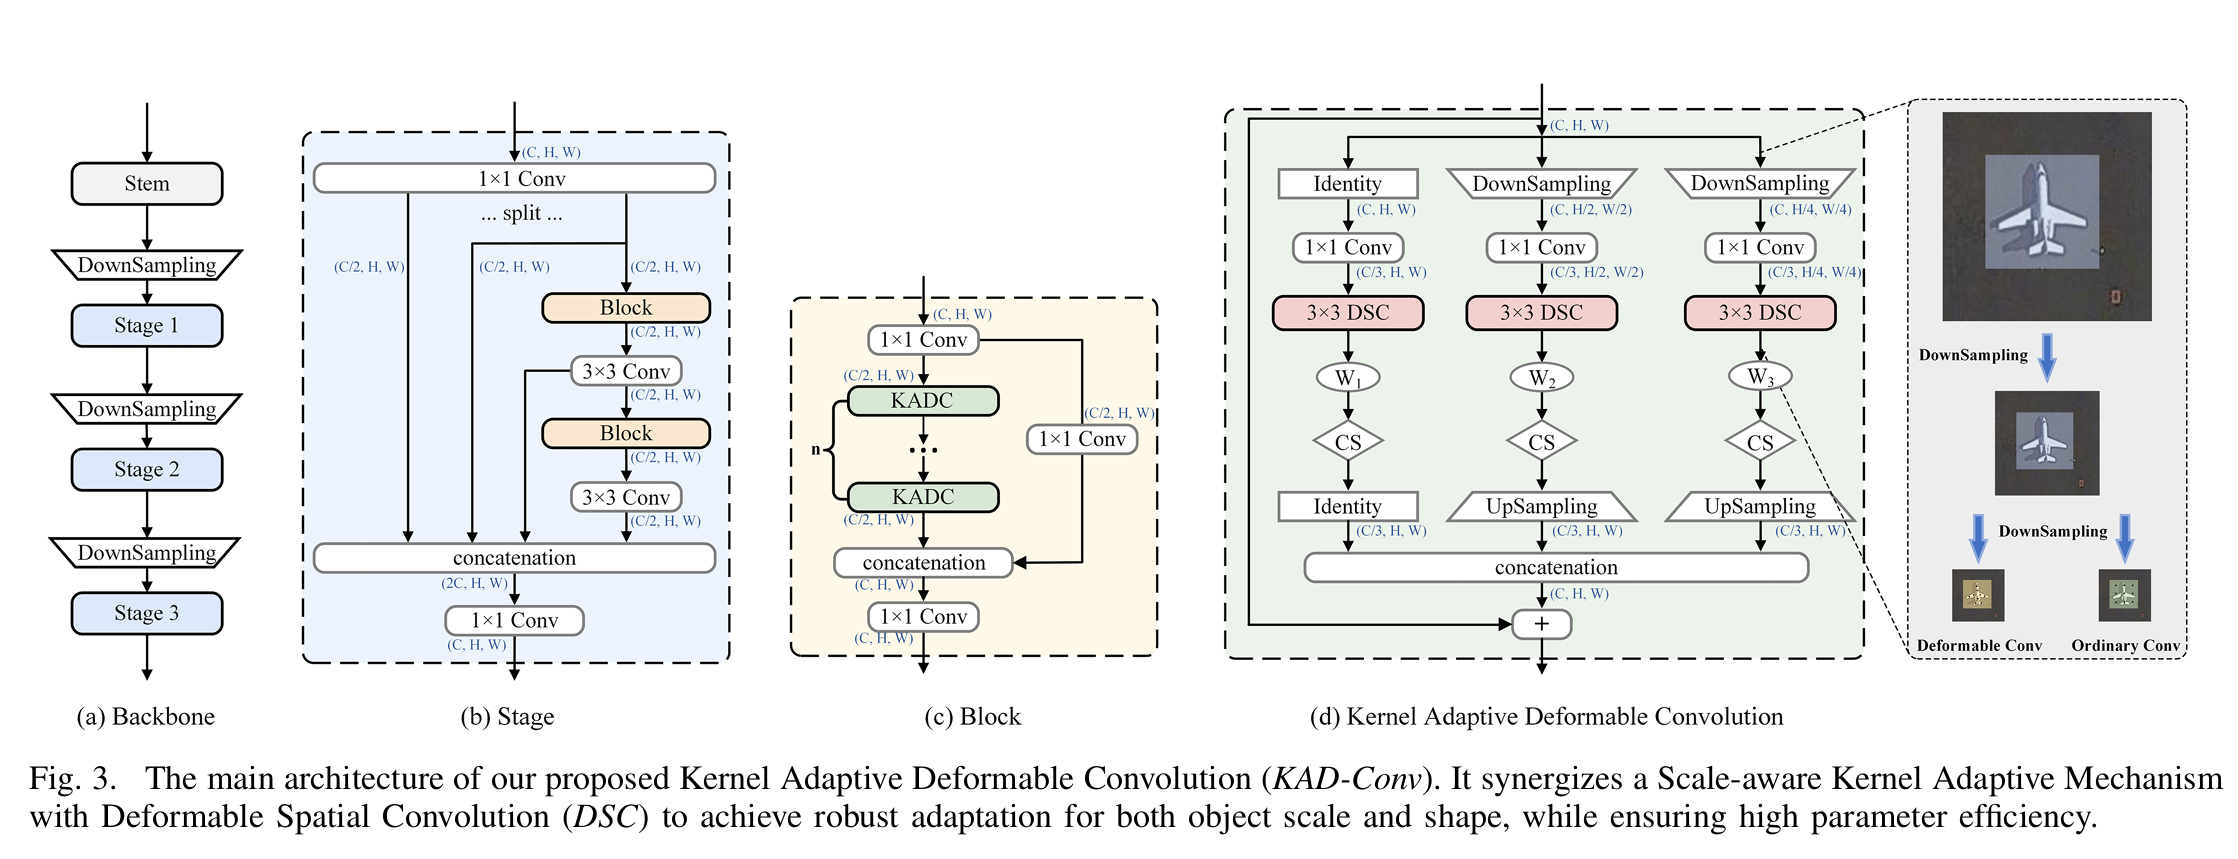 Stem
DownSampling
Stage 1
DownSampling
Stage 2
DownSampling
Stage 3
(a) Backbone
(C, H, W)
1×1 Conv
... split ...
(C/2, H, W)
(C/2, H, W)
(C/2, H, W)
Block
(C/2, H, W)
3×3 Conv
(C/2, H, W)
Block
(C/2, H, W)
3×3 Conv
(C/2, H, W)
concatenation
(2C, H, W)
1×1 Conv
(C, H, W)
(b) Stage
(C, H, W)
1×1 Conv
(C/2, H, W)
KADC
(C/2, H, W)
1×1 Conv
n
...
KADC
(C/2, H, W)
concatenation
(C, H, W)
1×1 Conv
(C, H, W)
(c) Block
(C, H, W)
Identity DownSampling DownSampling
(C, H, W) (C, H/2, W/2) (C, H/4, W/4)
1×1 Conv 1×1 Conv 1×1 Conv
(C/3, H, W) (C/3, H/2, W/2) (C/3, H/4, W/4)
3×3 DSC 3×3 DSC 3×3 DSC
W1 W2 W3
CS CS CS
Identity UpSampling UpSampling
(C/3, H, W) (C/3, H, W) (C/3, H, W)
concatenation
(C, H, W)
+
(d) Kernel Adaptive Deformable Convolution
DownSampling
DownSampling
Deformable Conv Ordinary Conv
Fig. 3. The main architecture of our proposed Kernel Adaptive Deformable Convolution (KAD-Conv). It synergizes a Scale-aware Kernel Adaptive Mechanism
with Deformable Spatial Convolution (DSC) to achieve robust adaptation for both object scale and shape, while ensuring high parameter efficiency.